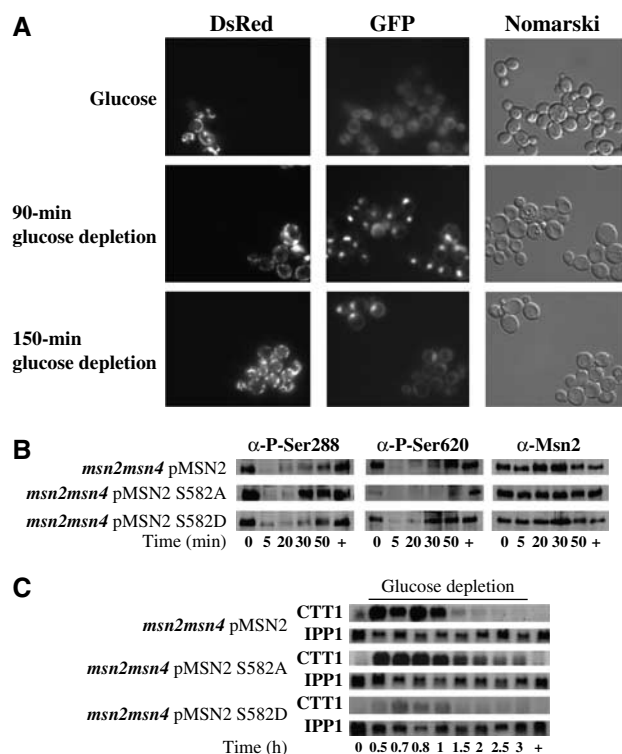 A
DsRed GFP Nomarski
Glucose
90-min
glucose depletion
150-min
glucose depletion
B
α-P-Ser288 α-P-Ser620 α-Msn2
msn2msn4 pMSN2
msn2msn4 pMSN2 S582A
msn2msn4 pMSN2 S582D
Time (min) 0 5 20 30 50 + 0 5 20 30 50 + 0 5 20 30 50 +
C
Glucose depletion
msn2msn4 pMSN2
CTT1
IPP1
msn2msn4 pMSN2 S582A
CTT1
IPP1
msn2msn4 pMSN2 S582D
CTT1
IPP1
Time (h) 0 0.5 0.7 0.8 1 1.5 2 2.5 3 +